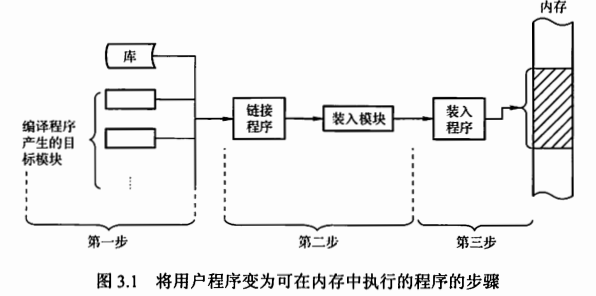 内存
库
编译程序
产生的目
标模块
链接
程序
装入模块
装入
程序
第一步
第二步
第三步
图 3.1 将用户程序变为可在内存中执行的程序的步骤